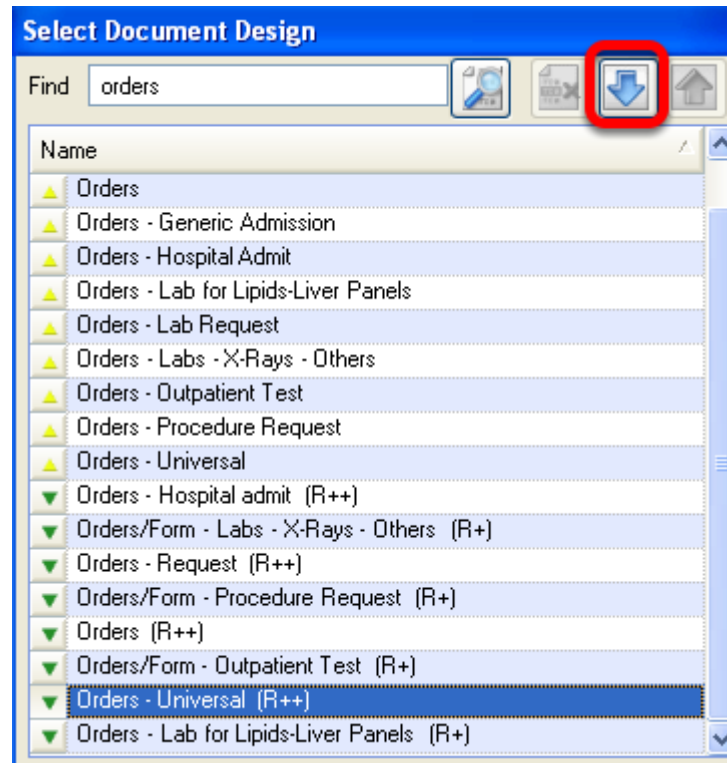 Select Document Design
Find orders
Name
Orders
Orders - Generic Admission
Orders - Hospital Admit
Orders - Lab for Lipids-Liver Panels
Orders - Lab Request
Orders - Labs - X-Rays - Others
Orders - Outpatient Test
Orders - Procedure Request
Orders - Universal
Orders - Hospital admit (R++)
Orders/Form - Labs - X-Rays - Others (R+)
Orders - Request (R++)
Orders/Form - Procedure Request (R+)
Orders (R++)
Orders/Form - Outpatient Test (R+)
Orders - Universal (R++)
Orders - Lab for Lipids-Liver Panels (R+)